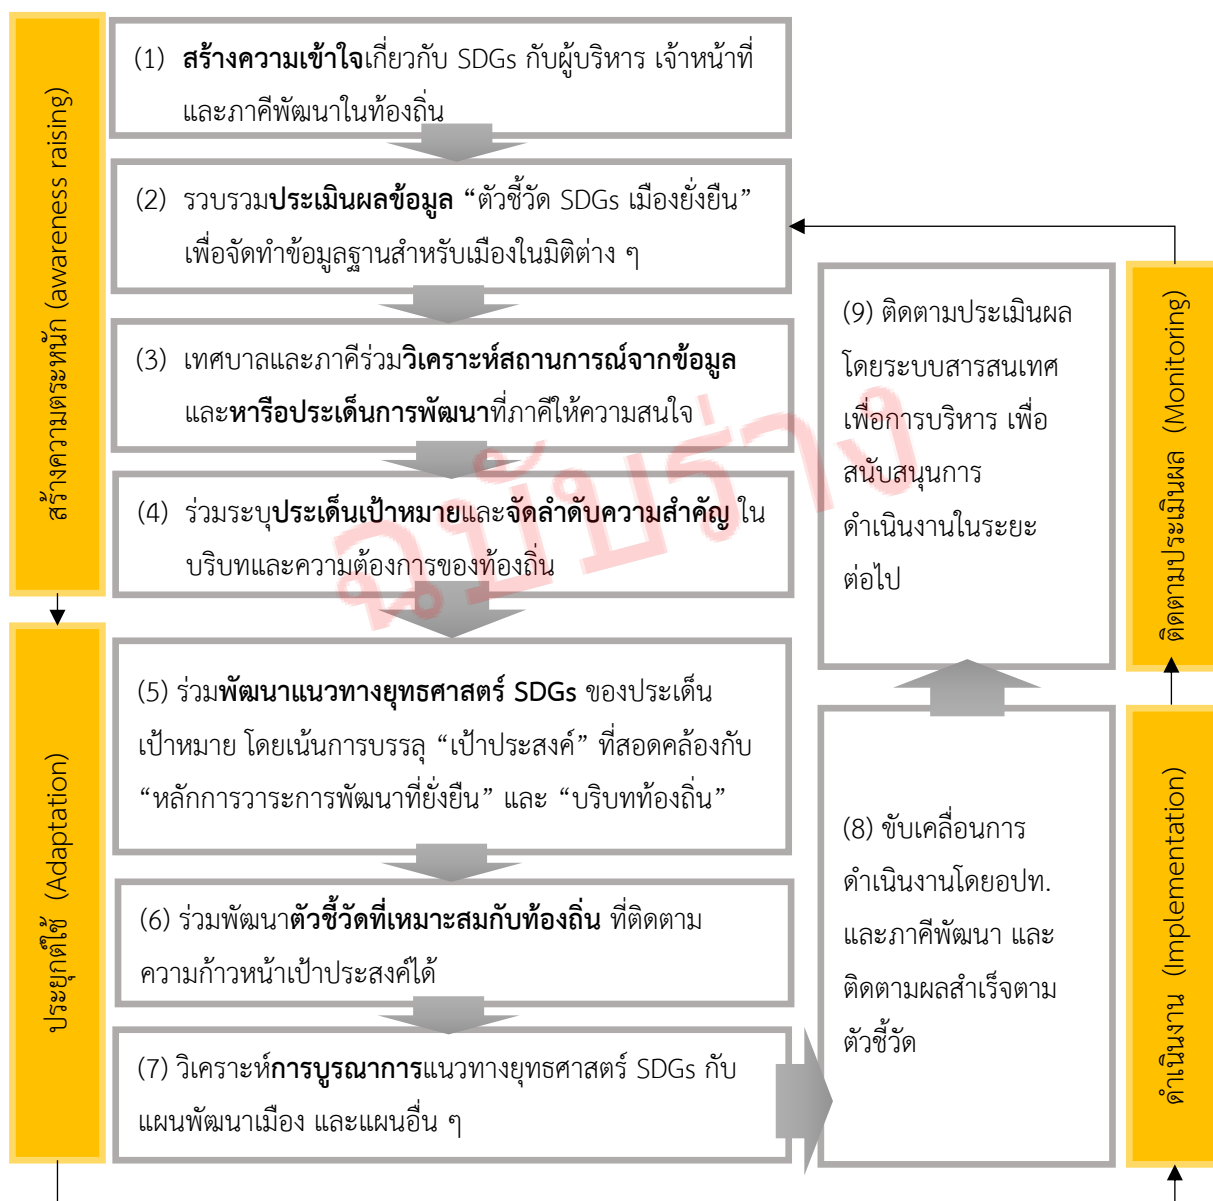 สร้างความตระหนัก (awareness raising)
(1) สร้างความเข้าใจเกี่ยวกับ SDGs กับผู้บริหาร เจ้าหน้าที่
และภาคีพัฒนาในท้องถิ่น
(2) รวบรวมประเมินผลข้อมูล “ตัวชี้วัด SDGs เมืองยั่งยืน”
เพื่อจัดทำข้อมูลฐานสำหรับเมืองในมิติต่าง ๆ
(3) เทศบาลและภาคีร่วมวิเคราะห์สถานการณ์จากข้อมูล
และหารือประเด็นการพัฒนาที่ภาคีให้ความสนใจ
(4) ร่วมระบุประเด็นเป้าหมายและจัดลำดับความสำคัญ ใน
บริบทและความต้องการของท้องถิ่น
ประยุกต์ใช้ (Adaptation)
(5) ร่วมพัฒนาแนวทางยุทธศาสตร์ SDGs ของประเด็น
เป้าหมาย โดยเน้นการบรรลุ “เป้าประสงค์” ที่สอดคล้องกับ
“หลักการวาระการพัฒนาที่ยั่งยืน” และ “บริบทท้องถิ่น”
(6) ร่วมพัฒนาตัวชี้วัดที่เหมาะสมกับท้องถิ่น ที่ติดตาม
ความก้าวหน้าเป้าประสงค์ได้
(7) วิเคราะห์การบูรณาการแนวทางยุทธศาสตร์ SDGs กับ
แผนพัฒนาเมือง และแผนอื่น ๆ
(8) ขับเคลื่อนการ
ดำเนินงานโดยอปท.
และภาคีพัฒนา และ
ติดตามผลสำเร็จตาม
ตัวชี้วัด
ดำเนินงาน (Implementation)
(9) ติดตามประเมินผล
โดยระบบสารสนเทศ
เพื่อการบริหาร เพื่อ
สนับสนุนการ
ดำเนินงานในระยะ
ต่อไป
ติดตามประเมินผล (Monitoring)
ฉบับร่าง